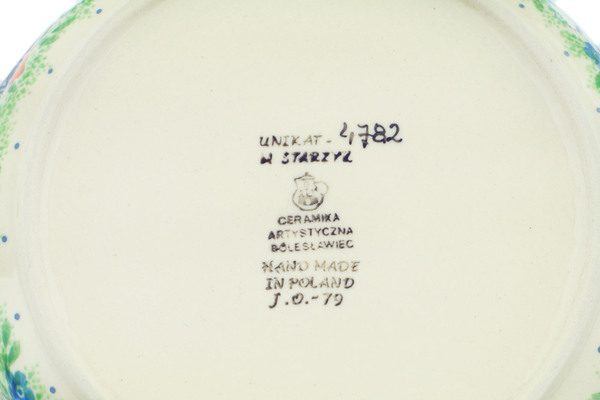 UNIKAT - 4782
W STARZYK
CERAMIKA
ARTYSTYCZNA
BOLESŁAWIEC
HAND MADE
IN POLAND
J.O.-79